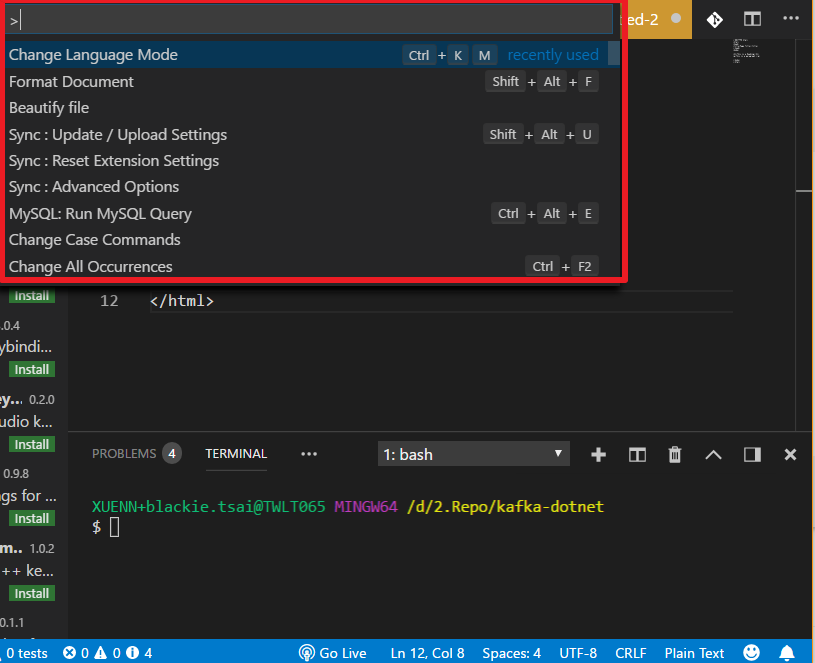 >
ed-2
Change Language Mode Ctrl + K M recently used
Format Document Shift + Alt + F
Beautify file
Sync : Update / Upload Settings Shift + Alt + U
Sync : Reset Extension Settings
Sync : Advanced Options
MySQL: Run MySQL Query Ctrl + Alt + E
Change Case Commands
Change All Occurrences Ctrl + F2
Install
12 </html>
.0.4
ybindi...
Install
ey... 0.2.0
udio k...
Install
0.9.8
gs for ...
Install
m... 1.0.2
++ ke...
Install
0.1.1
PROBLEMS 4 TERMINAL ••• 1: bash
XUENN+blackie.tsai@TWLT065 MINGW64 /d/2.Repo/kafka-dotnet
$
0 tests 0 0 4 Go Live Ln 12, Col 8 Spaces: 4 UTF-8 CRLF Plain Text